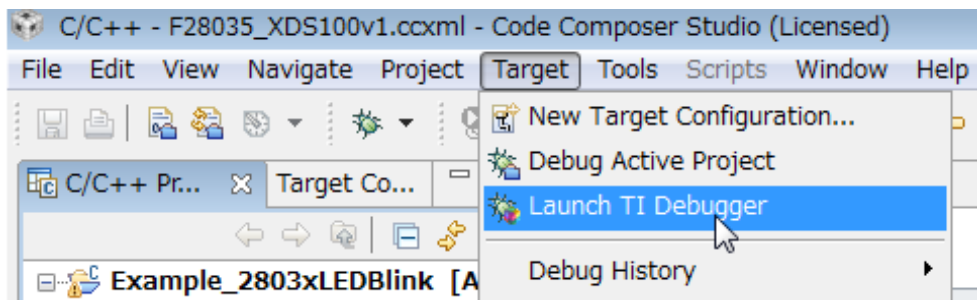 C/C++ - F28035_XDS100v1.ccxml - Code Composer Studio (Licensed)
File Edit View Navigate Project Target Tools Scripts Window Help
New Target Configuration...
Debug Active Project
C/C++ Pr... Target Co...
Launch TI Debugger
Debug History
Example_2803xLEDBlink [A